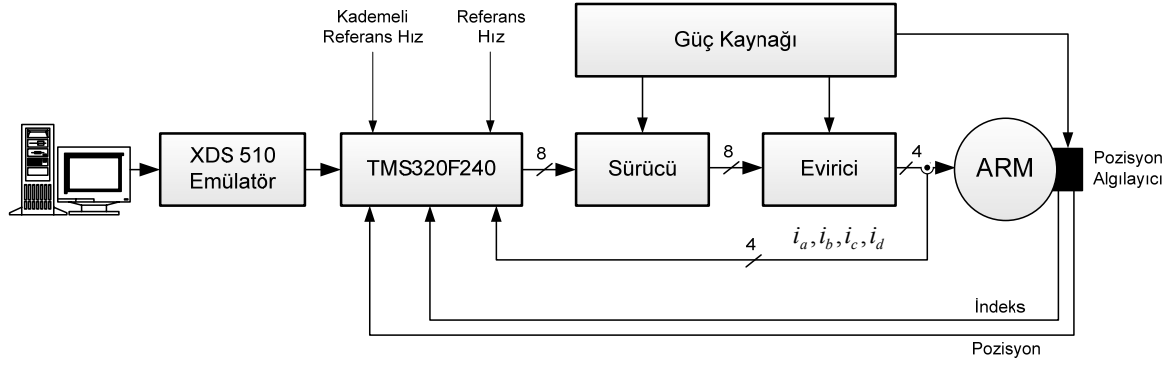 Kademeli
Referans Hız
Referans
Hız
Güç Kaynağı
XDS 510
Emülatör
TMS320F240
8
Sürücü
8
Evirici
4
ARM
Pozisyon
Algılayıcı
4
i_a, i_b, i_c, i_d
İndeks
Pozisyon